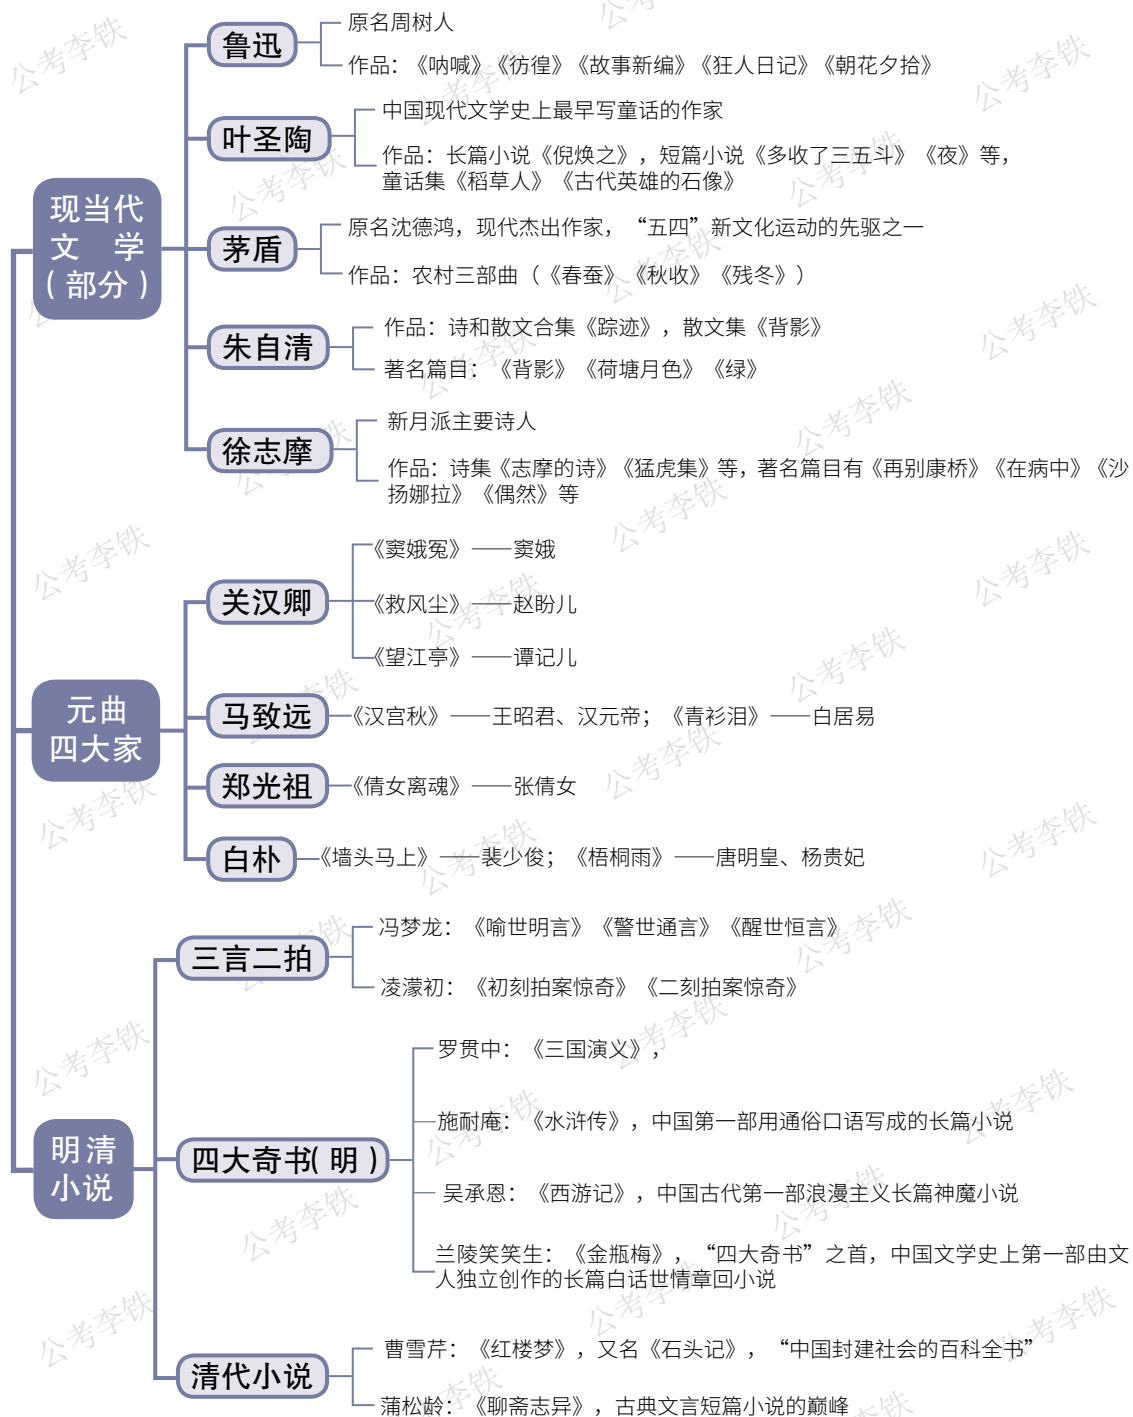 现当代
文 学
（部分）
鲁迅
原名周树人
作品：《呐喊》《彷徨》《故事新编》《狂人日记》《朝花夕拾》
叶圣陶
中国现代文学史上最早写童话的作家
作品：长篇小说《倪焕之》，短篇小说《多收了三五斗》《夜》等，
童话集《稻草人》《古代英雄的石像》
茅盾
原名沈德鸿，现代杰出作家，“五四”新文化运动的先驱之一
作品：农村三部曲（《春蚕》《秋收》《残冬》）
朱自清
作品：诗和散文合集《踪迹》，散文集《背影》
著名篇目：《背影》《荷塘月色》《绿》
徐志摩
新月派主要诗人
作品：诗集《志摩的诗》《猛虎集》等，著名篇目有《再别康桥》《在病中》《沙
扬娜拉》《偶然》等
元曲
四大家
关汉卿
《窦娥冤》——窦娥
《救风尘》——赵盼儿
《望江亭》——谭记儿
马致远
《汉宫秋》——王昭君、汉元帝；《青衫泪》——白居易
郑光祖
《倩女离魂》——张倩女
白朴
《墙头马上》——裴少俊；《梧桐雨》——唐明皇、杨贵妃
明清
小说
三言二拍
冯梦龙：《喻世明言》《警世通言》《醒世恒言》
凌濛初：《初刻拍案惊奇》《二刻拍案惊奇》
四大奇书（明）
罗贯中：《三国演义》，
施耐庵：《水浒传》，中国第一部用通俗口语写成的长篇小说
吴承恩：《西游记》，中国古代第一部浪漫主义长篇神魔小说
兰陵笑笑生：《金瓶梅》，“四大奇书”之首，中国文学史上第一部由文
人独立创作的长篇白话世情章回小说
清代小说
曹雪芹：《红楼梦》，又名《石头记》，“中国封建社会的百科全书”
蒲松龄：《聊斋志异》，古典文言短篇小说的巅峰
公考李铁